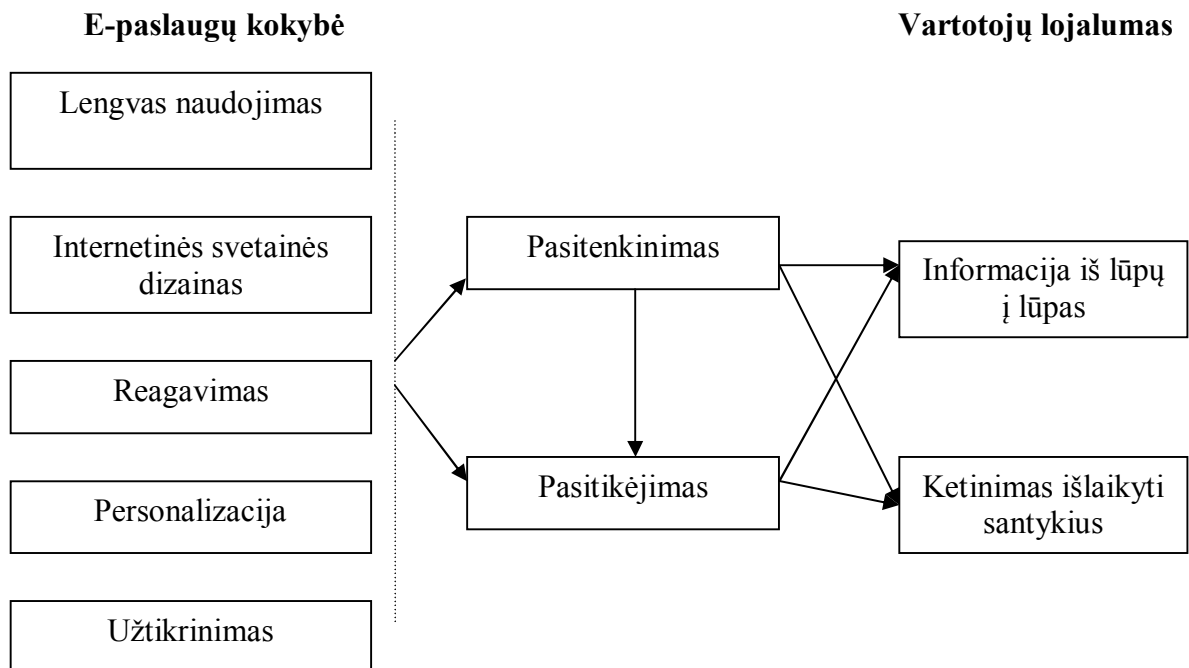 E-paslaugų kokybė
Vartotojų lojalumas
Lengvas naudojimas
Internetinės svetainės
dizainas
Reagavimas
Personalizacija
Užtikrinimas
Pasitenkinimas
Pasitikėjimas
Informacija iš lūpų
į lūpas
Ketinimas išlaikyti
santykius